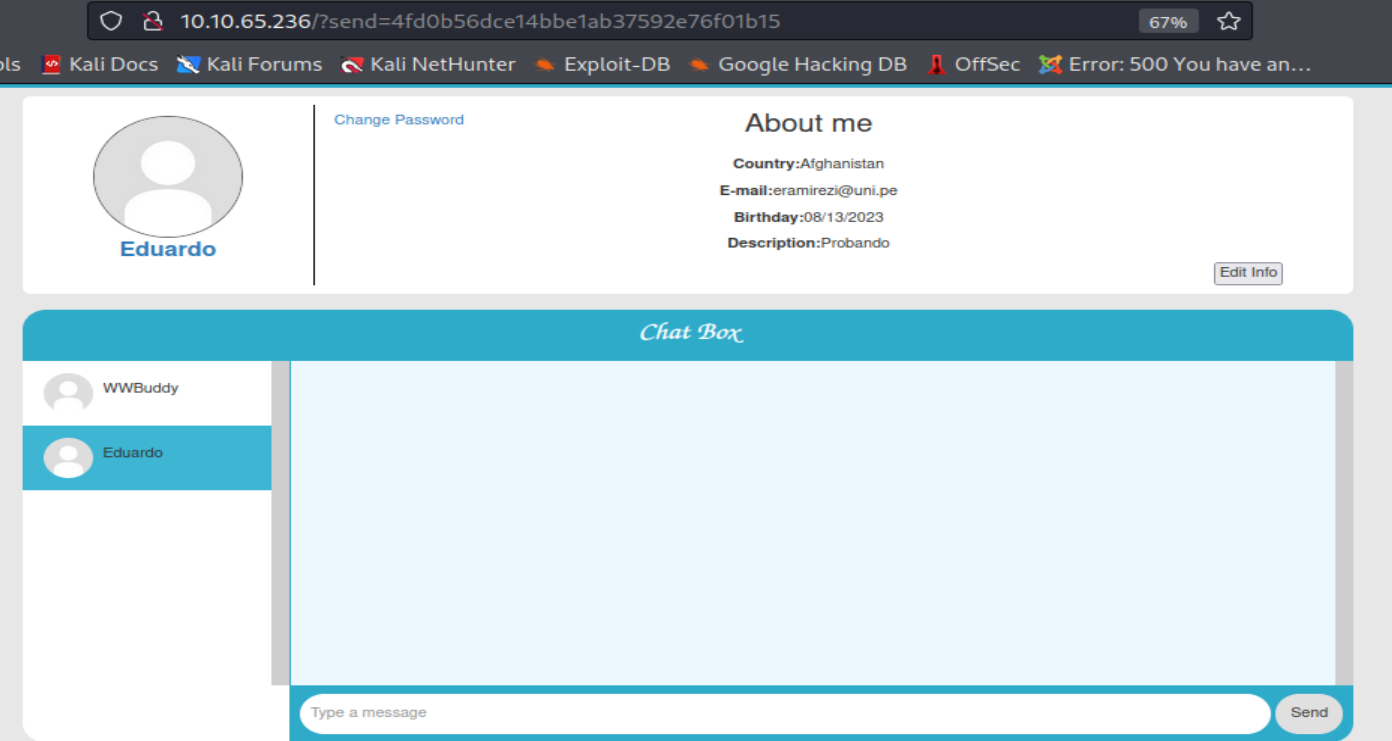 10.10.65.236/?send=4fd0b56dce14bbe1ab37592e76f01b15 67%
ols Kali Docs Kali Forums Kali NetHunter Exploit-DB Google Hacking DB OffSec Error: 500 You have an...
Change Password
About me
Country:Afghanistan
E-mail:eramirezi@uni.pe
Birthday:08/13/2023
Description:Probando
Eduardo
Edit Info
Chat Box
WWBuddy
Eduardo
Type a message
Send